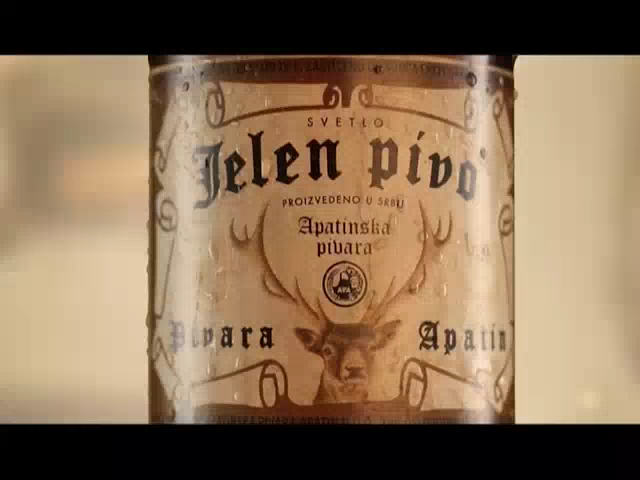 SVETLO
Jelen pivo
PROIZVEDENO U SRBIJI
Apatinska
pivara
Pivara Apatin